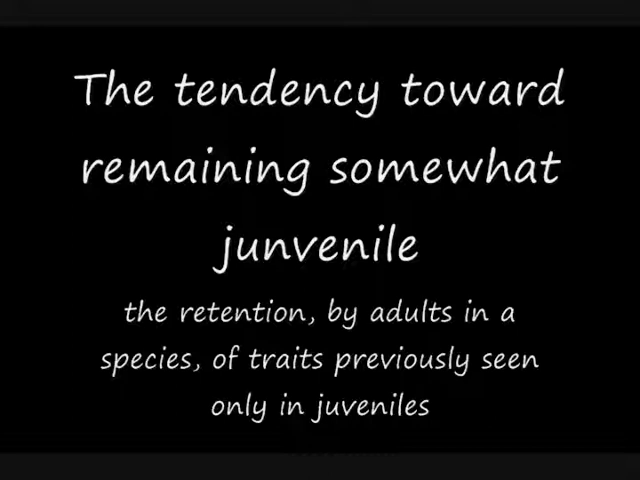 The tendency toward
remaining somewhat
junvenile
the retention, by adults in a
species, of traits previously seen
only in juveniles